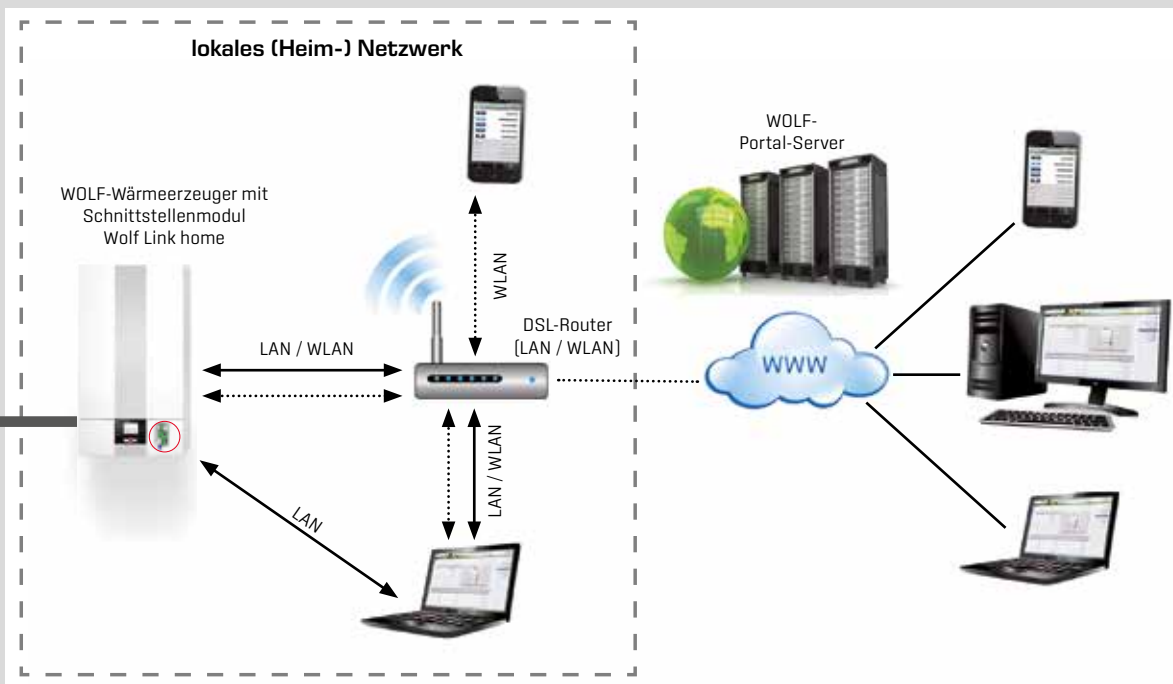 lokales (Heim-) Netzwerk
WOLF-
Portal-Server
WOLF-Wärmeerzeuger mit
Schnittstellenmodul
Wolf Link home
WLAN
DSL-Router
(LAN / WLAN)
LAN / WLAN
WWW
LAN / WLAN
LAN